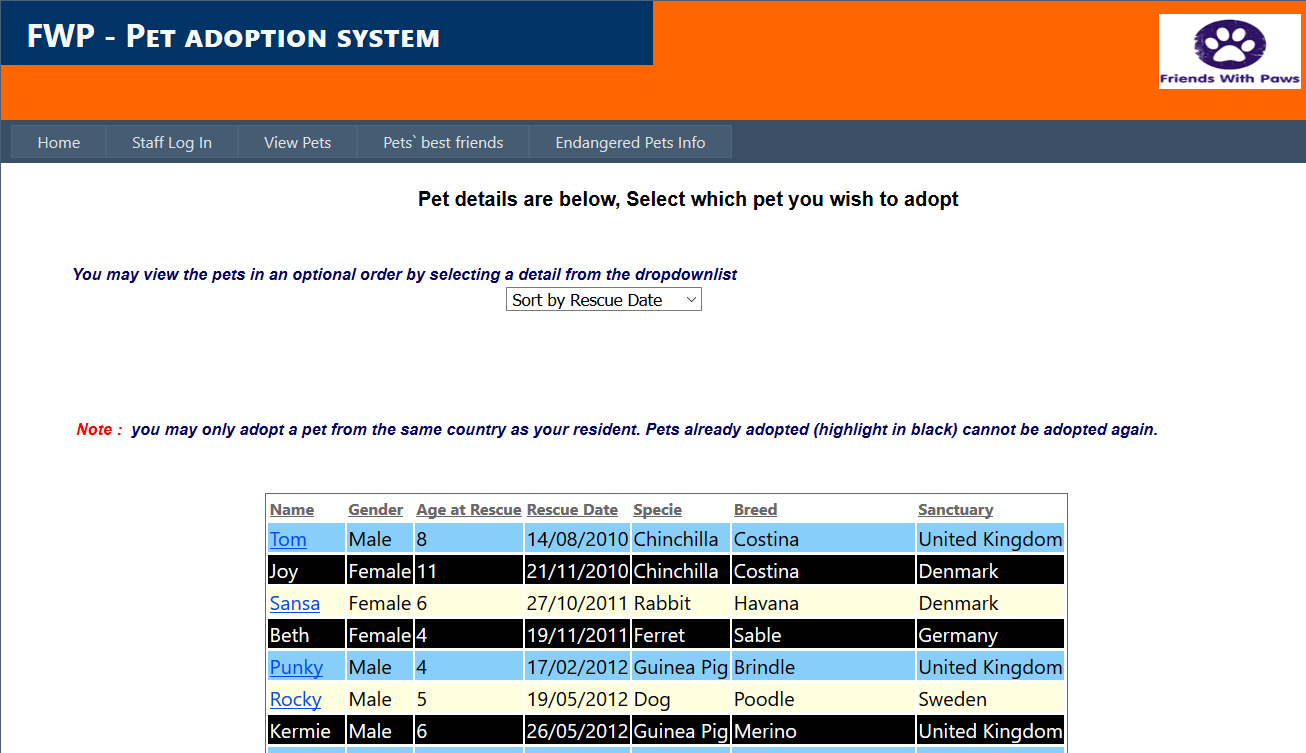 FWP - Pet adoption system
Friends With Paws
Home Staff Log In View Pets Pets` best friends Endangered Pets Info
Pet details are below, Select which pet you wish to adopt
You may view the pets in an optional order by selecting a detail from the dropdownlist
Sort by Rescue Date
Note : you may only adopt a pet from the same country as your resident. Pets already adopted (highlight in black) cannot be adopted again.
Name Gender Age at Rescue Rescue Date Specie Breed Sanctuary
Tom Male 8 14/08/2010 Chinchilla Costina United Kingdom
Joy Female 11 21/11/2010 Chinchilla Costina Denmark
Sansa Female 6 27/10/2011 Rabbit Havana Denmark
Beth Female 4 19/11/2011 Ferret Sable Germany
Punky Male 4 17/02/2012 Guinea Pig Brindle United Kingdom
Rocky Male 5 19/05/2012 Dog Poodle Sweden
Kermie Male 6 26/05/2012 Guinea Pig Merino United Kingdom